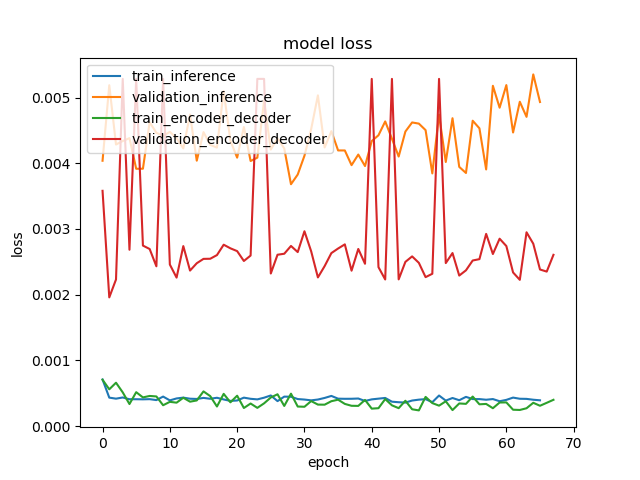 model loss
train_inference
validation_inference
train_encoder_decoder
validation_encoder_decoder
0.005
0.004
0.003
0.002
0.001
0.000
loss
0 10 20 30 40 50 60 70
epoch